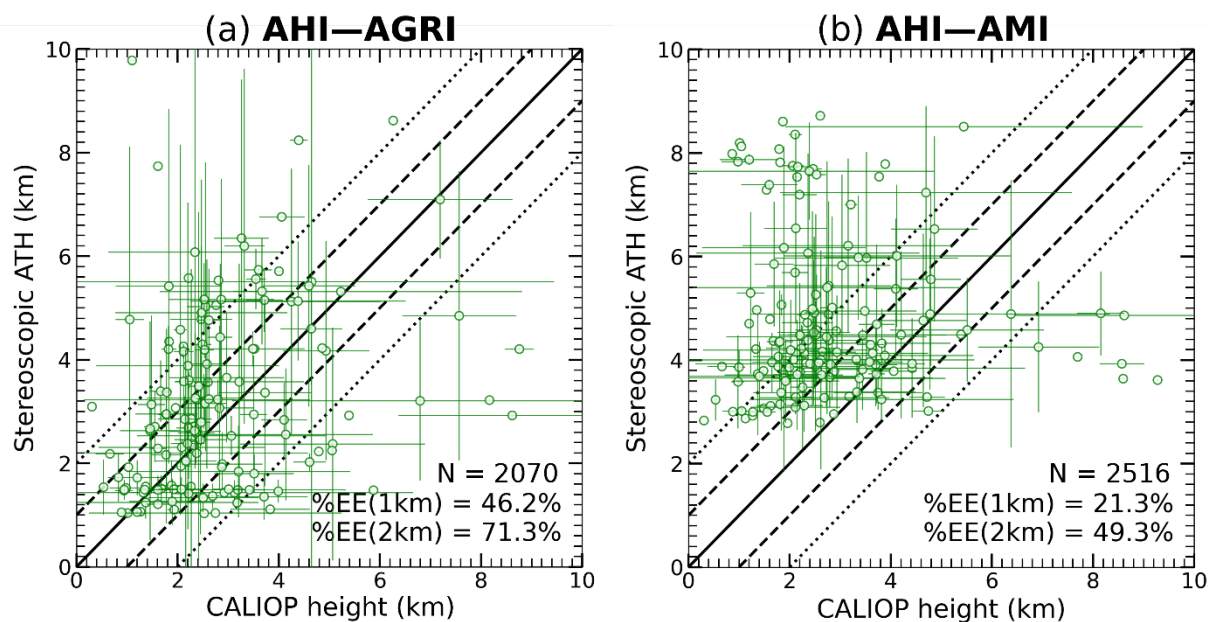 (a) AHI—AGRI
10
8
6
4
2
0
Stereoscopic ATH (km)
N = 2070
%EE(1km) = 46.2%
%EE(2km) = 71.3%
0 2 4 6 8 10
CALIOP height (km)
(b) AHI—AMI
10
8
6
4
2
0
Stereoscopic ATH (km)
N = 2516
%EE(1km) = 21.3%
%EE(2km) = 49.3%
0 2 4 6 8 10
CALIOP height (km)